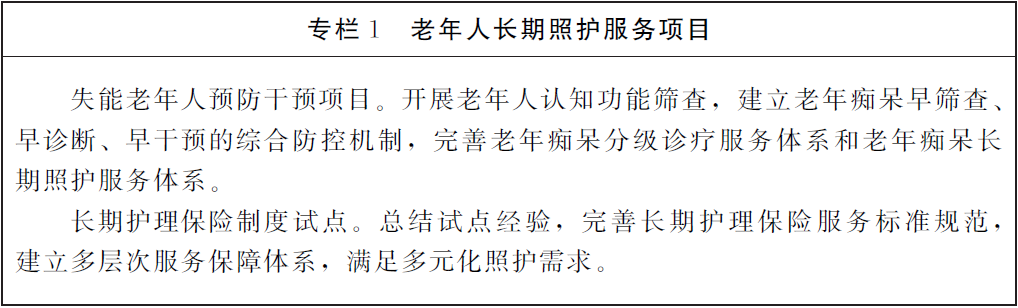 专栏1 老年人长期照护服务项目
失能老年人预防干预项目。开展老年人认知功能筛查，建立老年痴呆早筛查、
早诊断、早干预的综合防控机制，完善老年痴呆分级诊疗服务体系和老年痴呆长
期照护服务体系。
长期护理保险制度试点。总结试点经验，完善长期护理保险服务标准规范，
建立多层次服务保障体系，满足多元化照护需求。